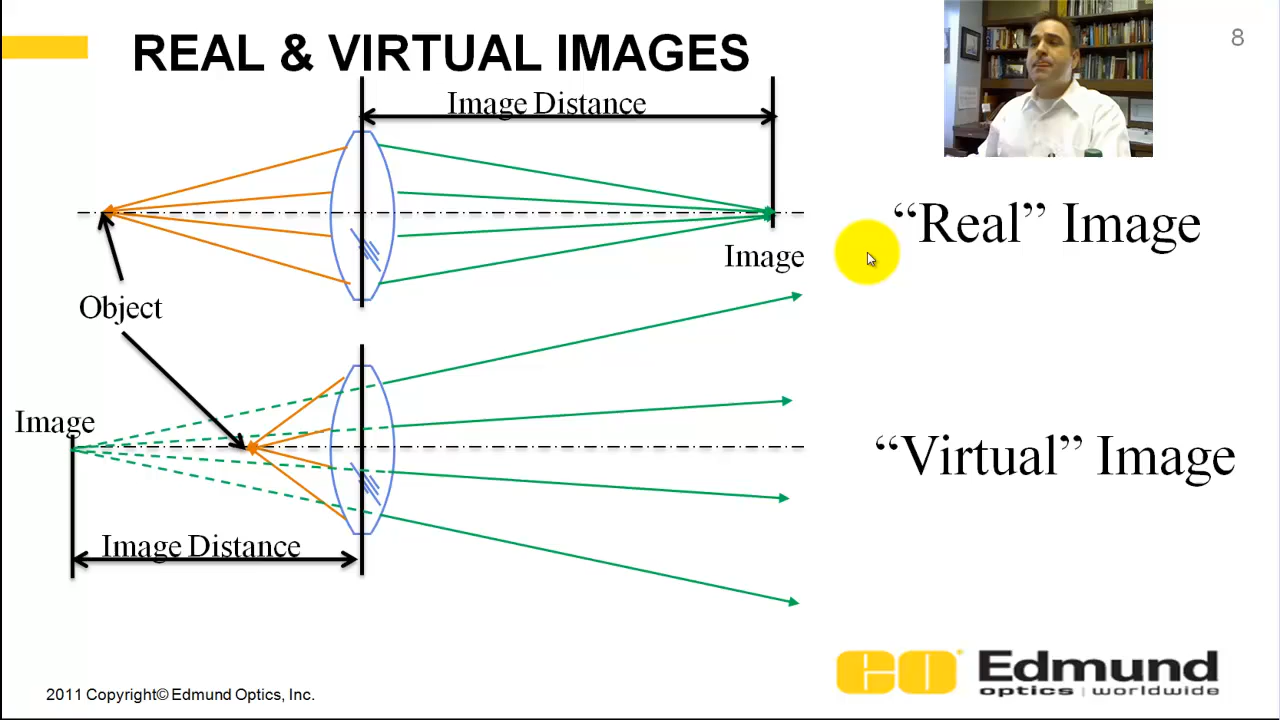 REAL & VIRTUAL IMAGES
8
Image Distance
“Real” Image
Image
Object
Image
“Virtual” Image
Image Distance
EO Edmund
optics | worldwide
2011 Copyright© Edmund Optics, Inc.